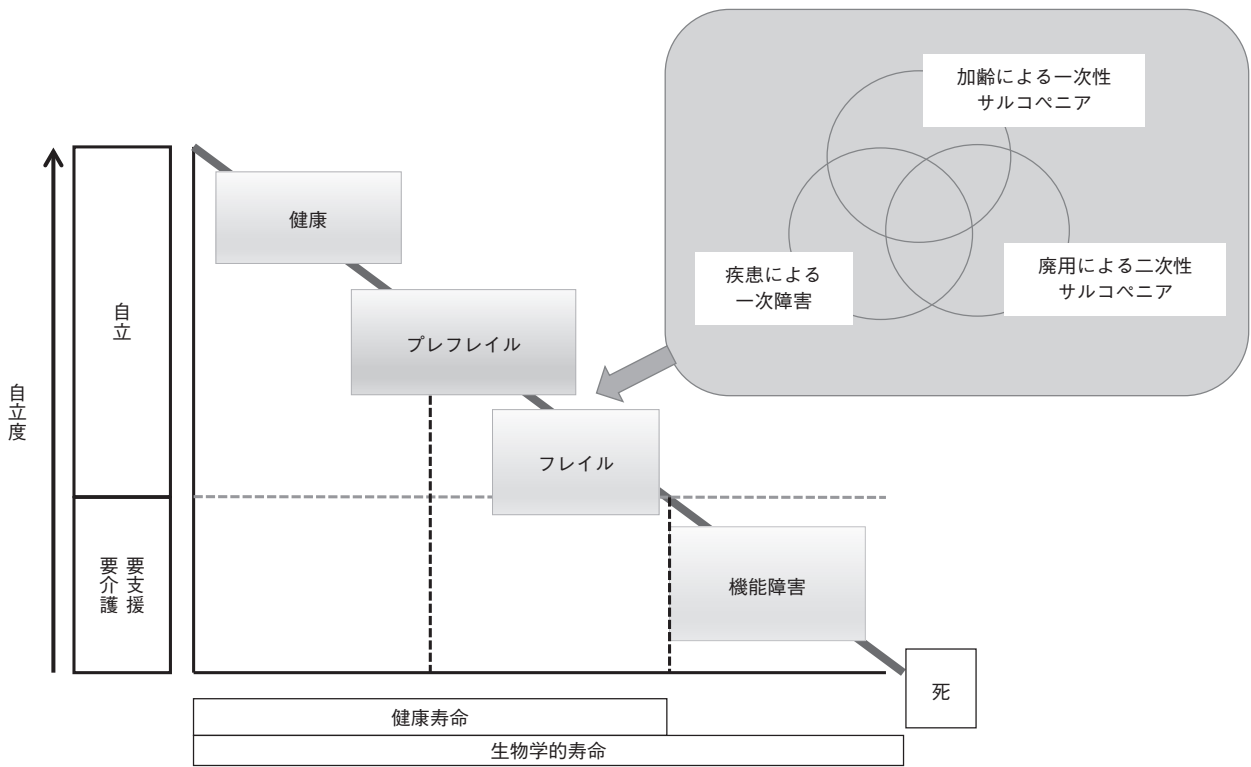 加齢による一次性
サルコペニア
疾患による
一次障害
廃用による二次性
サルコペニア
健康
プレフレイル
フレイル
機能障害
死
自立度
自立
要支援
要介護
健康寿命
生物学的寿命